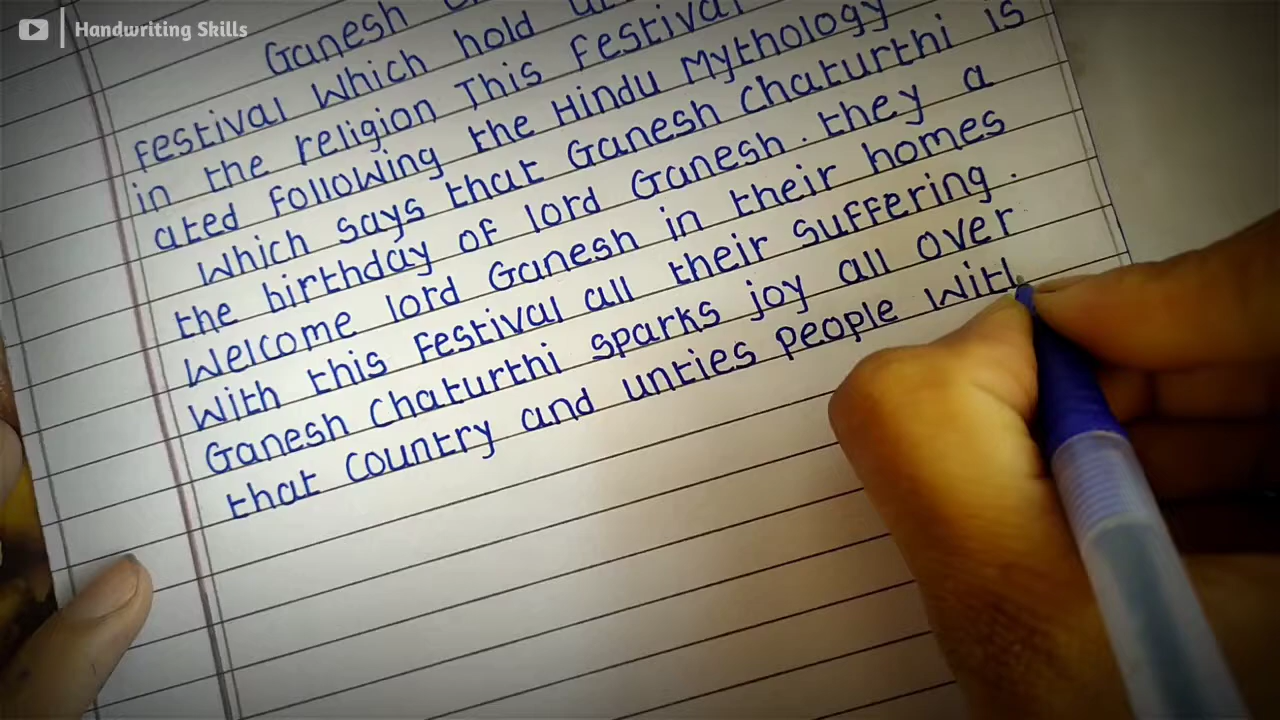 Handwriting Skills
Ganesh
Festival Which hold
in the religion This Festival
ated Following the Hindu Mythology
Which says that Ganesh Chaturthi is
the birthday of lord Ganesh. they a
Welcome lord Ganesh in their homes
With this Festival all their suffering.
Ganesh Chaturthi sparks joy all over
that Country and unties people With